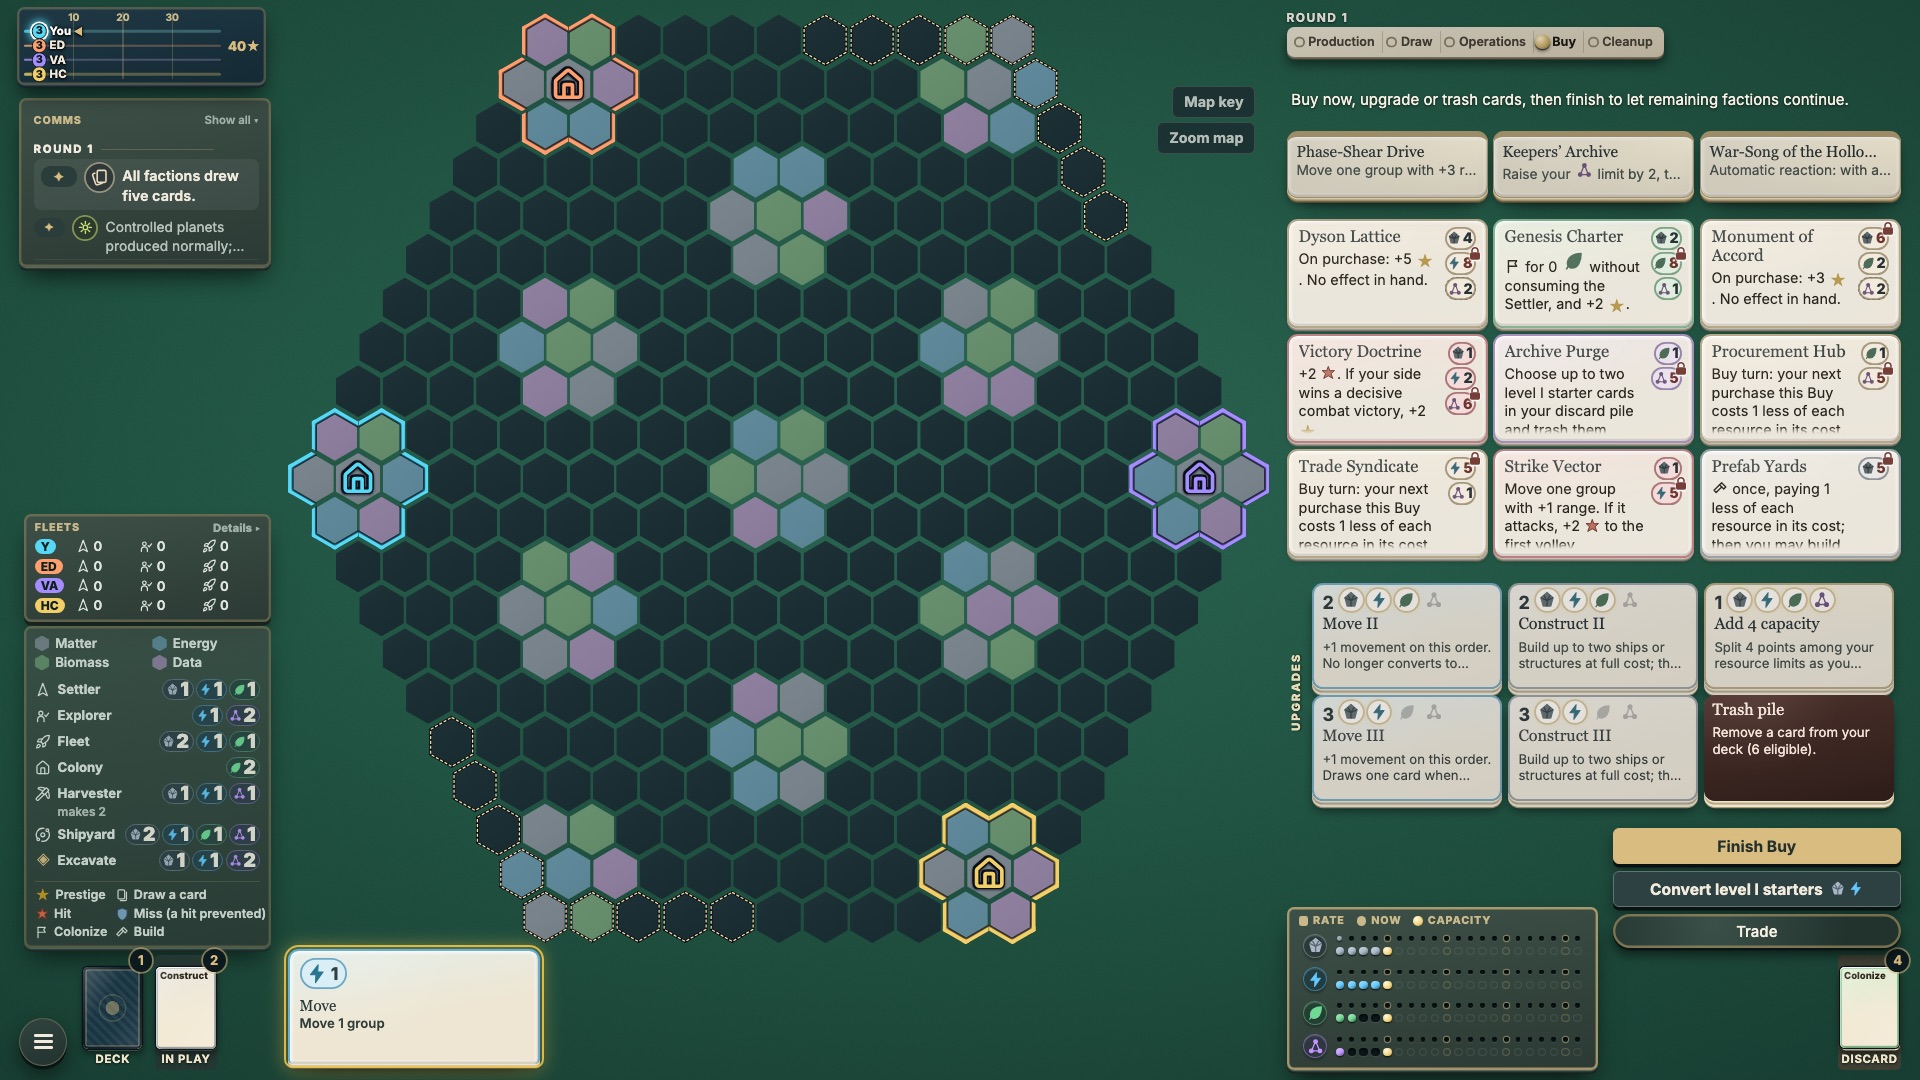 10 20 30
3 You
3 ED
3 VA
3 HC
40
COMMS
Show all
ROUND 1
All factions drew
five cards.
Controlled planets
produced normally;...
FLEETS
Details
Y 0 0 0
ED 0 0 0
VA 0 0 0
HC 0 0 0
Matter Energy
Biomass Data
Settler 1 1 1
Explorer 1 2
Fleet 2 1 1
Colony 2
Harvester 1 1 1
makes 2
Shipyard 2 1 1 1
Excavate 1 1 2
Prestige Draw a card
Hit Miss (a hit prevented)
Colonize Build
1
DECK
2
Construct
IN PLAY
1
Move
Move 1 group
Map key
Zoom map
ROUND 1
Production Draw Operations Buy Cleanup
Buy now, upgrade or trash cards, then finish to let remaining factions continue.
Phase-Shear Drive
Move one group with +3 r...
Keepers' Archive
Raise your limit by 2, t...
War-Song of the Hollo...
Automatic reaction: with a...
Dyson Lattice
4
8
2
On purchase: +5
. No effect in hand.
Genesis Charter
2
8
1
for 0 without
consuming the
Settler, and +2 .
Monument of
Accord
6
2
2
On purchase: +3
. No effect in hand.
Victory Doctrine
1
2
6
+2 . If your side
wins a decisive
combat victory, +2
Archive Purge
1
5
Choose up to two
level I starter cards
in your discard pile
and trash them
Procurement Hub
1
5
Buy turn: your next
purchase this Buy
costs 1 less of each
resource in its cost
Trade Syndicate
5
1
Buy turn: your next
purchase this Buy
costs 1 less of each
resource in its cost
Strike Vector
1
5
Move one group
with +1 range. If it
attacks, +2 to the
first volley
Prefab Yards
5
once, paying 1
less of each
resource in its cost;
then you may build
UPGRADES
2
Move II
+1 movement on this order.
No longer converts to...
2
Construct II
Build up to two ships or
structures at full cost; th...
1
Add 4 capacity
Split 4 points among your
resource limits as you...
3
Move III
+1 movement on this order.
Draws one card when...
3
Construct III
Build up to two ships or
structures at full cost; th...
Trash pile
Remove a card from your
deck (6 eligible).
Finish Buy
Convert level I starters
Trade
RATE NOW CAPACITY
4
Colonize
DISCARD